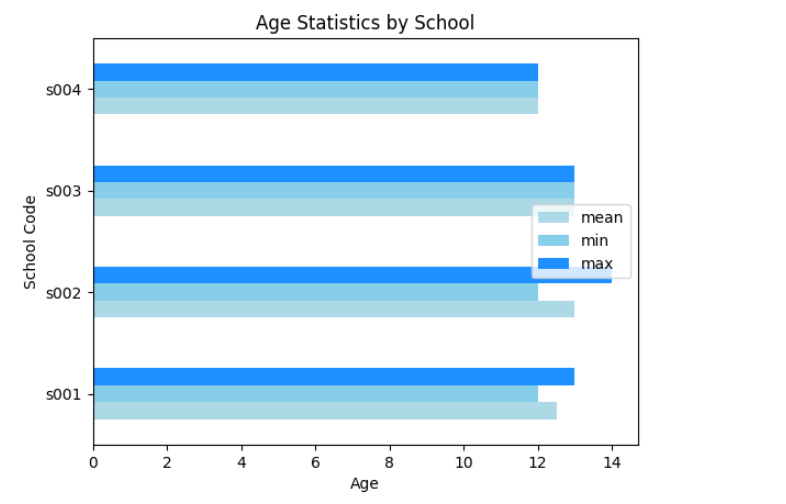 Age Statistics by School
s004
s003
s002
s001
School Code
mean
min
max
0 2 4 6 8 10 12 14
Age